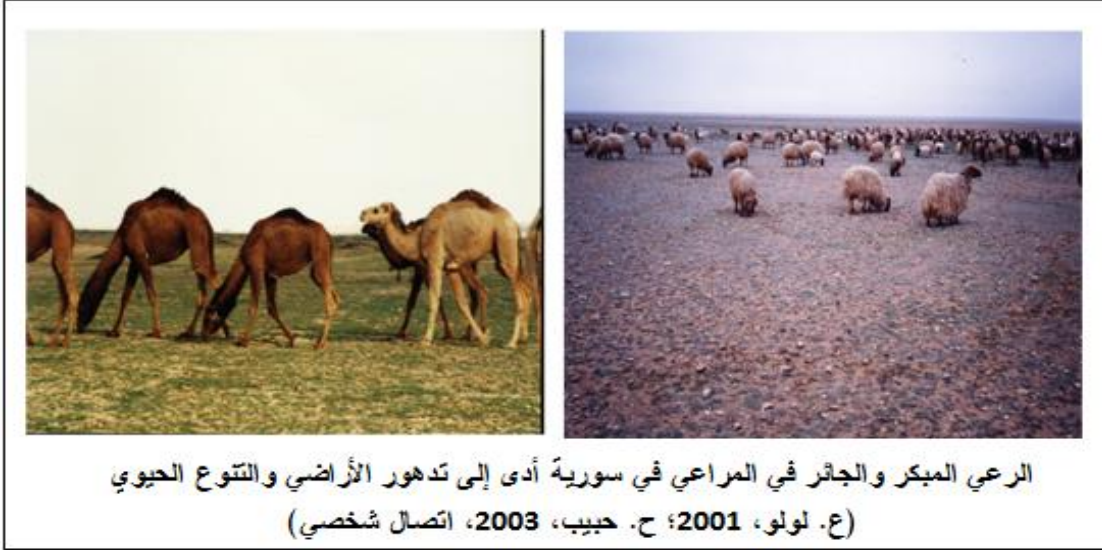 الرعي المبكر والجائر في المراعي في سورية أدى إلى تدهور الأراضي والتنوع الحيوي
(ع. لولو، 2001؛ ح. حبيب، 2003، اتصال شخصي)